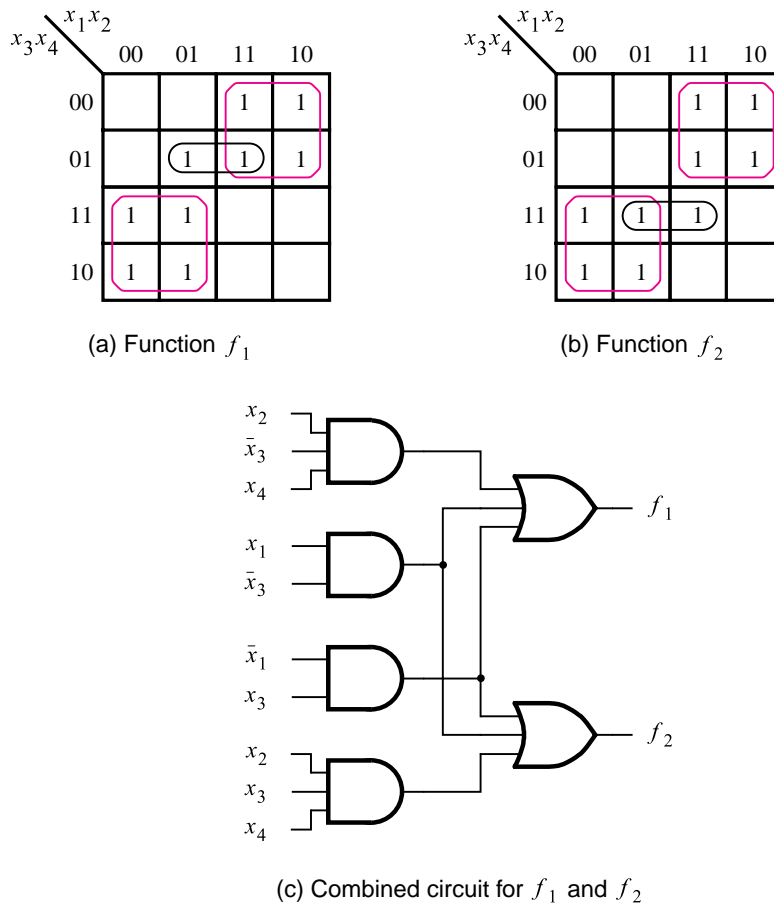 x₁x₂ x₁x₂
x₃x₄ x₃x₄
00 01 11 10 00 01 11 10
00 1 1 00 1 1
01 1 1 1 01 1 1
11 1 1 11 1 1 1
10 1 1 10 1 1
(a) Function f₁ (b) Function f₂
x₂
x̄₃
x₄
f₁
x₁
x̄₃
x̄₁
x₃
f₂
x₂
x₃
x₄
(c) Combined circuit for f₁ and f₂